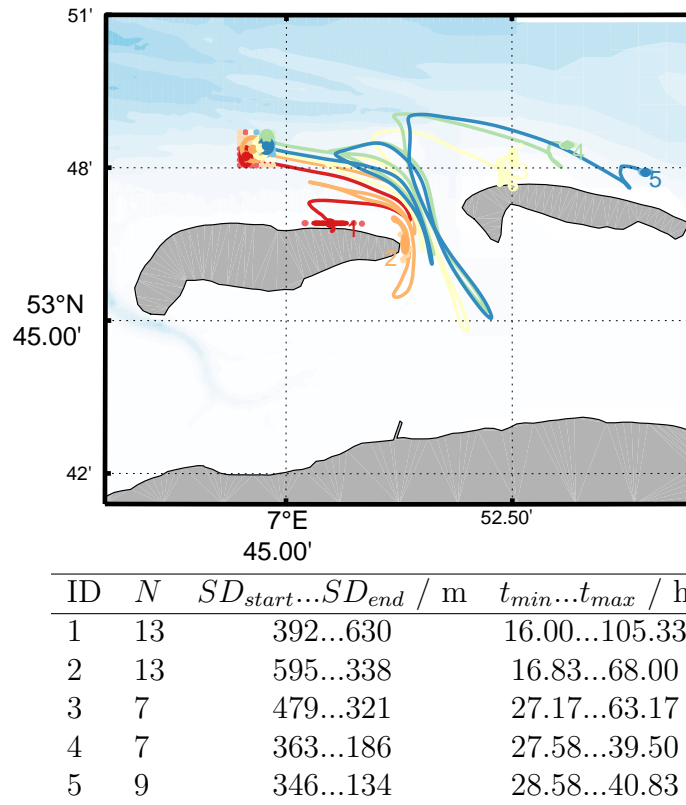 51'
48'
4
3
5
1
2
53°N
45.00'
42'
7°E
52.50'
45.00'
ID N SD_start...SD_end / m t_min...t_max / h
1 13 392...630 16.00...105.33
2 13 595...338 16.83...68.00
3 7 479...321 27.17...63.17
4 7 363...186 27.58...39.50
5 9 346...134 28.58...40.83